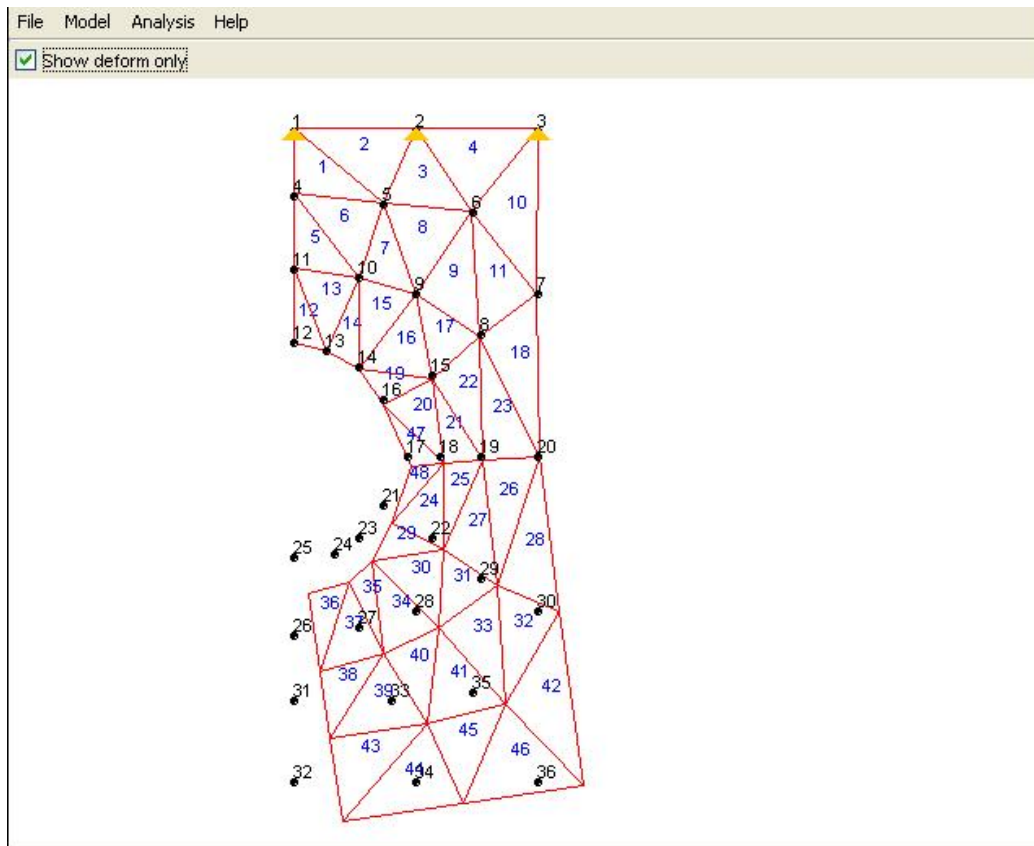 File Model Analysis Help
Show deform only
1 2 3
2 4
1 3
4 5 6 10
6 8
5 7
11 10 9 11 7
13
12 15 9
14 17
12 13 16 8 18
14 15
19 22
16 20 23
21
47
17 18 19 20
48 25 26
24
21 27
23 29 22 28
25 24 30
31 29
35
36 34 28 30
37 27 33 32
26
40
38 41 42
31 39 33 35
43 45 46
32 44 34 36